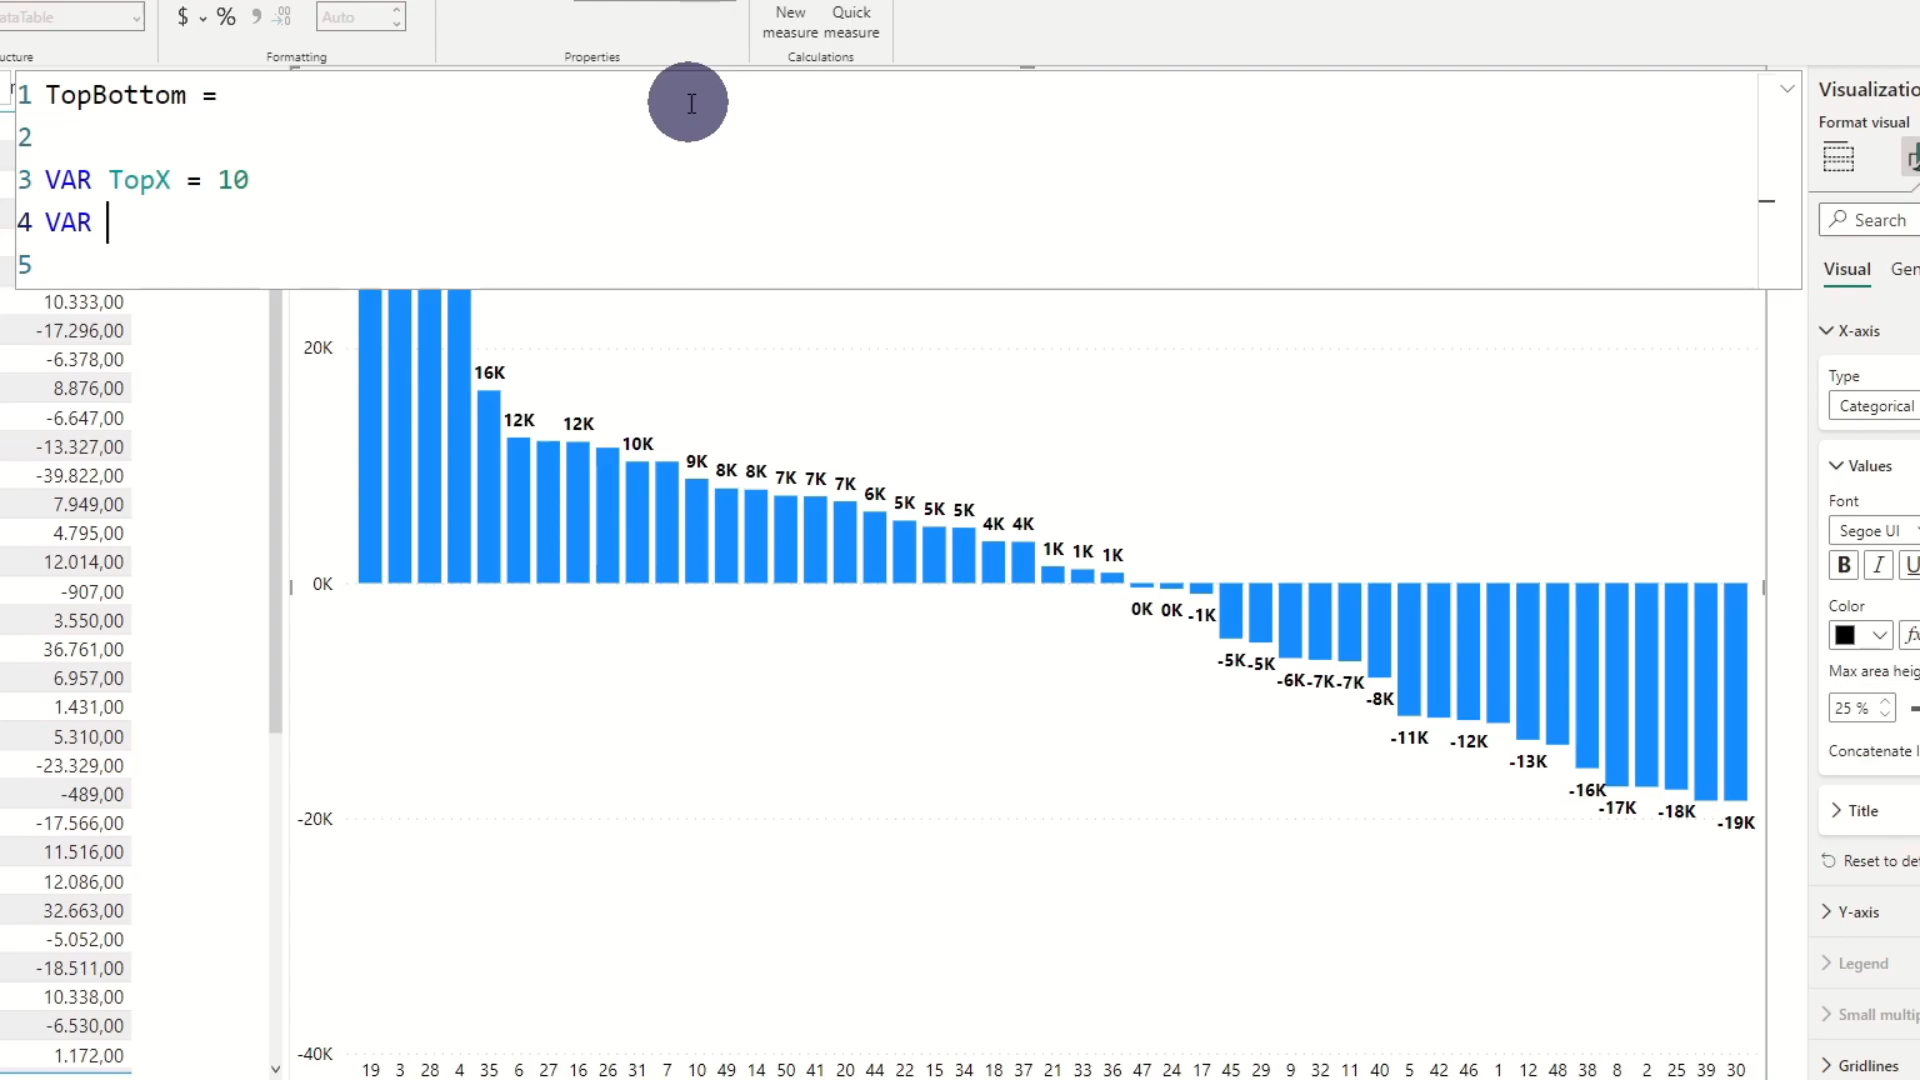 ataTable
$ %
Auto
New measure
Quick measure
ucture
Formatting
Properties
Calculations
1 TopBottom =
2
3 VAR TopX = 10
4 VAR
5
10.333,00
-17.296,00
-6.378,00
8.876,00
-6.647,00
-13.327,00
-39.822,00
7.949,00
4.795,00
12.014,00
-907,00
3.550,00
36.761,00
6.957,00
1.431,00
5.310,00
-23.329,00
-489,00
-17.566,00
11.516,00
12.086,00
32.663,00
-5.052,00
-18.511,00
10.338,00
-6.530,00
1.172,00
20K
0K
-20K
-40K
16K
12K
12K
10K
9K
8K 8K 7K 7K 7K
6K
5K 5K 5K
4K 4K
1K 1K 1K
0K 0K -1K
-5K -5K
-6K -7K -7K
-8K
-11K
-12K
-13K
-16K
-17K
-18K
-19K
19 3 28 4 35 6 27 16 26 31 7 10 49 14 50 41 20 44 22 15 34 18 37 21 33 36 47 24 17 45 29 9 32 11 40 5 42 46 1 12 48 38 8 2 25 39 30
Visualizatio
Format visual
Search
Visual Gen
X-axis
Type
Categorical
Values
Font
Segoe UI
B I U
Color
fx
Max area heig
25 %
Concatenate l
Title
Reset to def
Y-axis
Legend
Small multip
Gridlines